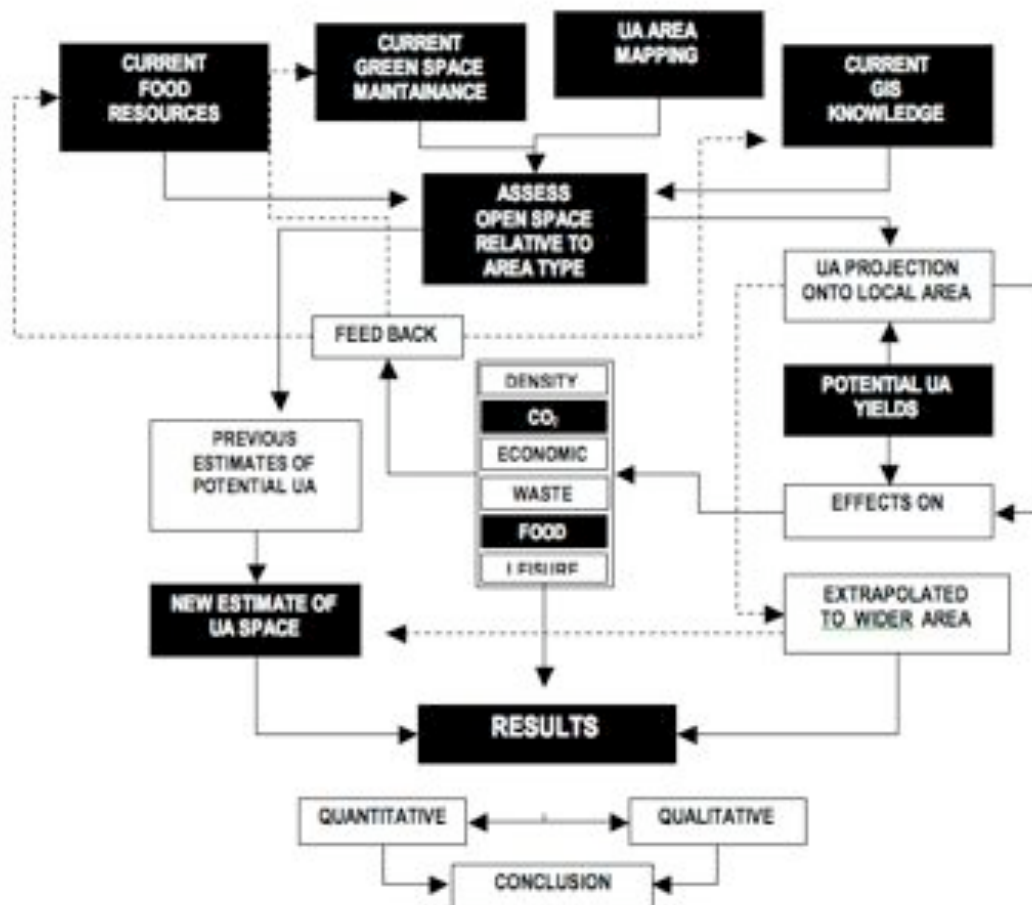 CURRENT
FOOD
RESOURCES
CURRENT
GREEN SPACE
MAINTAINANCE
UA AREA
MAPPING
CURRENT
GIS
KNOWLEDGE
ASSESS
OPEN SPACE
RELATIVE TO
AREA TYPE
UA PROJECTION
ONTO LOCAL AREA
FEED BACK
DENSITY
CO₂
ECONOMIC
WASTE
FOOD
LEISURE
POTENTIAL UA
YIELDS
PREVIOUS
ESTIMATES OF
POTENTIAL UA
EFFECTS ON
NEW ESTIMATE OF
UA SPACE
EXTRAPOLATED
TO WIDER AREA
RESULTS
QUANTITATIVE
QUALITATIVE
CONCLUSION